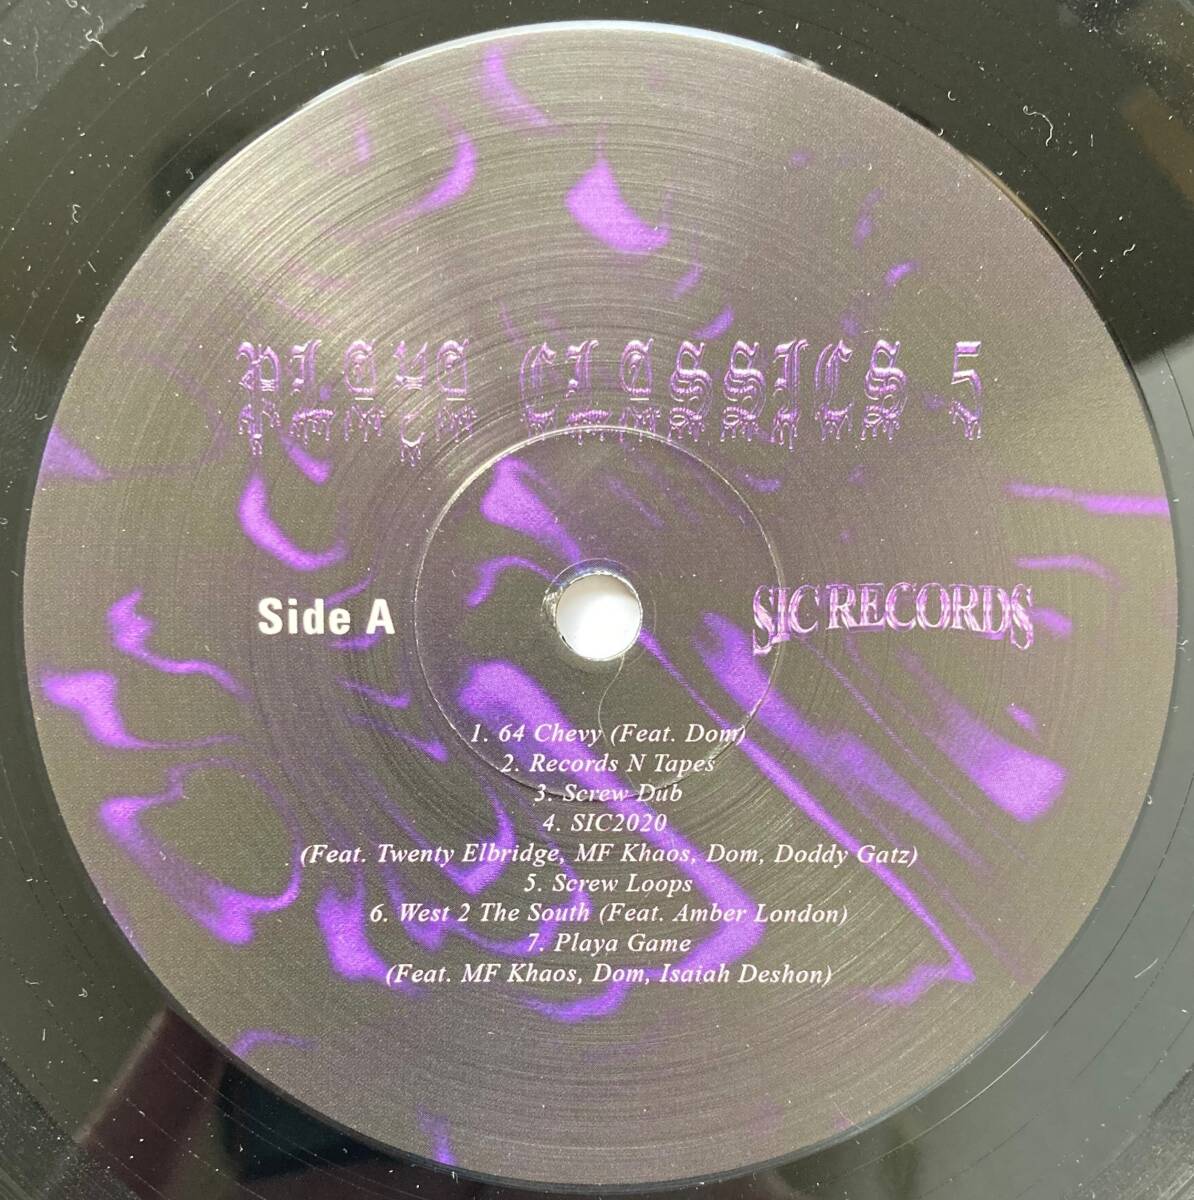 PLAYA CLASSICS 5
Side A
SIC RECORDS
1. 64 Chevy (Feat. Dom)
2. Records N Tapes
3. Screw Dub
4. SIC2020
(Feat. Twenty Elbridge, MF Khaos, Dom, Doddy Gatz)
5. Screw Loops
6. West 2 The South (Feat. Amber London)
7. Playa Game
(Feat. MF Khaos, Dom, Isaiah Deshon)